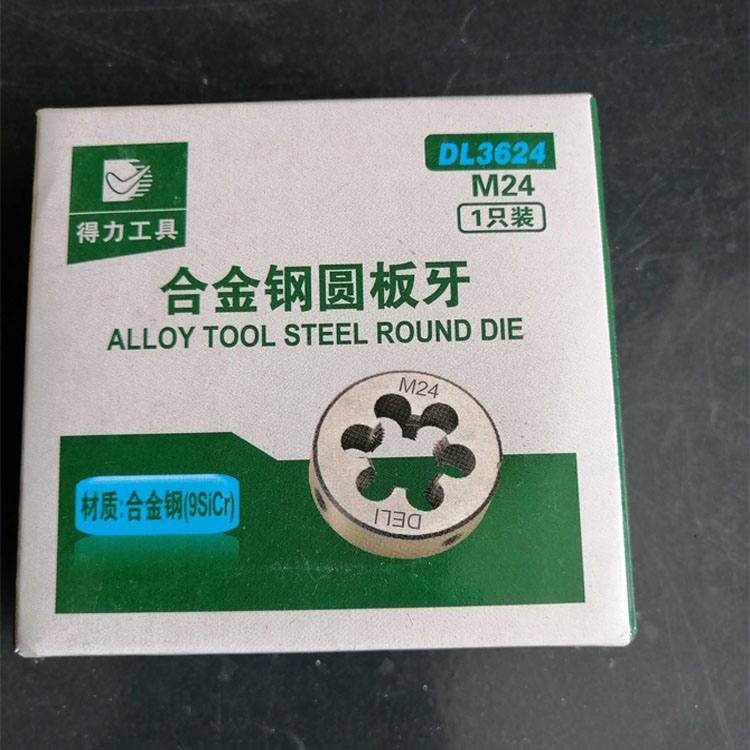 得力工具
DL3624
M24
1只装
合金钢圆板牙
ALLOY TOOL STEEL ROUND DIE
M24
DELI
材质:合金钢(9SiCr)